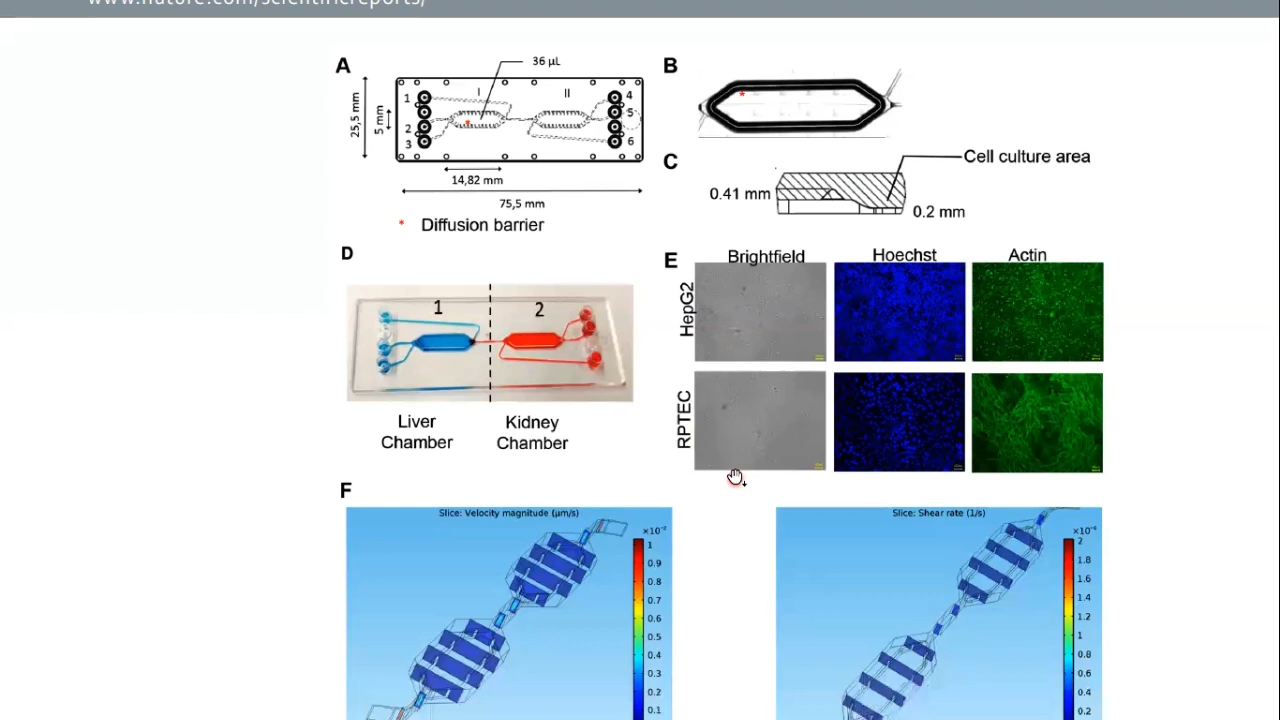 www.nature.com/scientificreports/
A
36 µL
I
II
1
2
3
4
5
6
25,5 mm
5 mm
14,82 mm
75,5 mm
* Diffusion barrier
B
*
C
Cell culture area
0.41 mm
0.2 mm
D
1
2
Liver
Chamber
Kidney
Chamber
E
Brightfield
Hoechst
Actin
HepG2
RPTEC
F
Slice: Velocity magnitude (µm/s)
1
0.9
0.8
0.7
0.6
0.5
0.4
0.3
0.2
0.1
Slice: Shear rate (1/s)
2
1.8
1.6
1.4
1.2
1
0.8
0.6
0.4
0.2